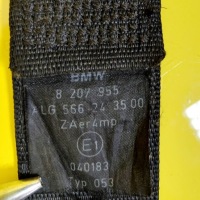 BMW
8 207 955
ALG 566 24 35 00
ZAer4mp
E1
040183
Typ 053